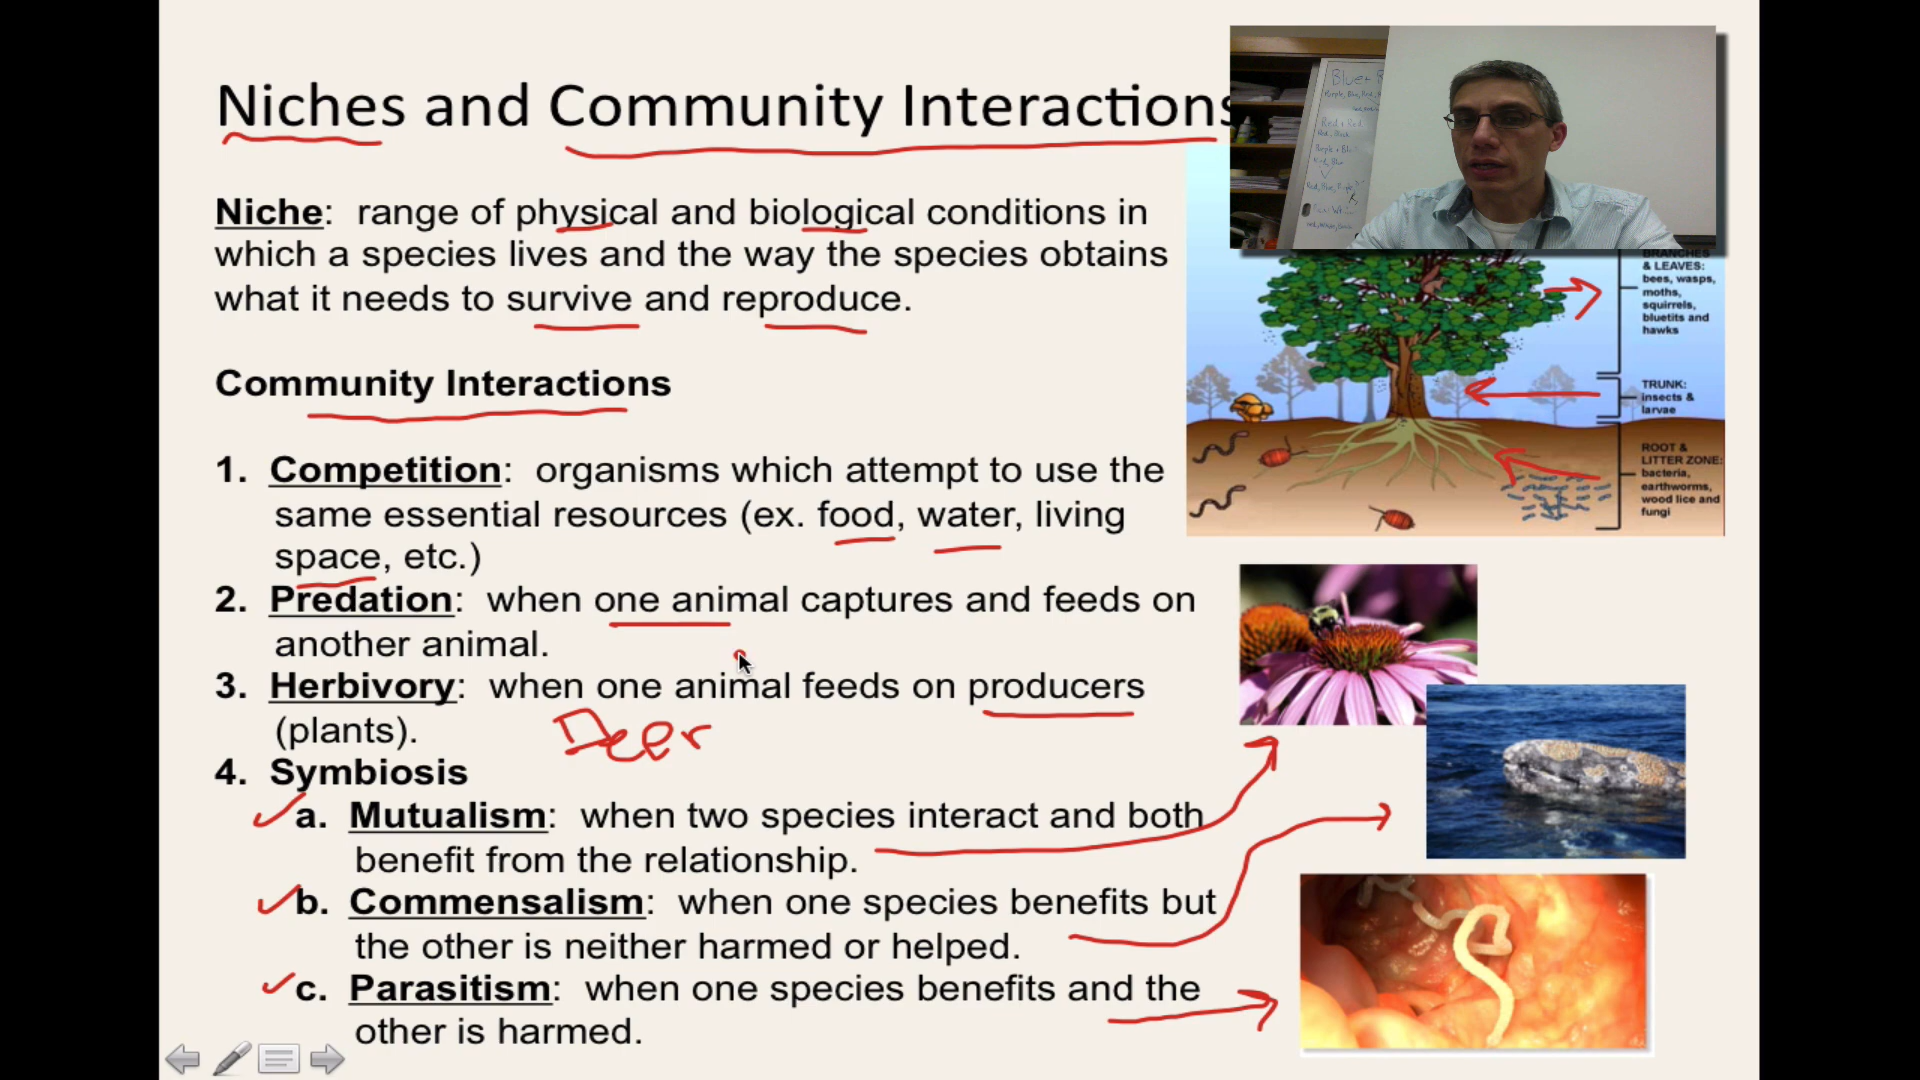 Niches and Community Interactions
Niche: range of physical and biological conditions in
which a species lives and the way the species obtains
what it needs to survive and reproduce.
Community Interactions
1. Competition: organisms which attempt to use the
same essential resources (ex. food, water, living
space, etc.)
2. Predation: when one animal captures and feeds on
another animal.
3. Herbivory: when one animal feeds on producers
(plants).
Deer
4. Symbiosis
a. Mutualism: when two species interact and both
benefit from the relationship.
b. Commensalism: when one species benefits but
the other is neither harmed or helped.
c. Parasitism: when one species benefits and the
other is harmed.
BRANCHES
& LEAVES:
bees, wasps,
moths,
squirrels,
bluetits and
hawks
TRUNK:
insects &
larvae
ROOT &
LITTER ZONE:
bacteria,
earthworms,
wood lice and
fungi